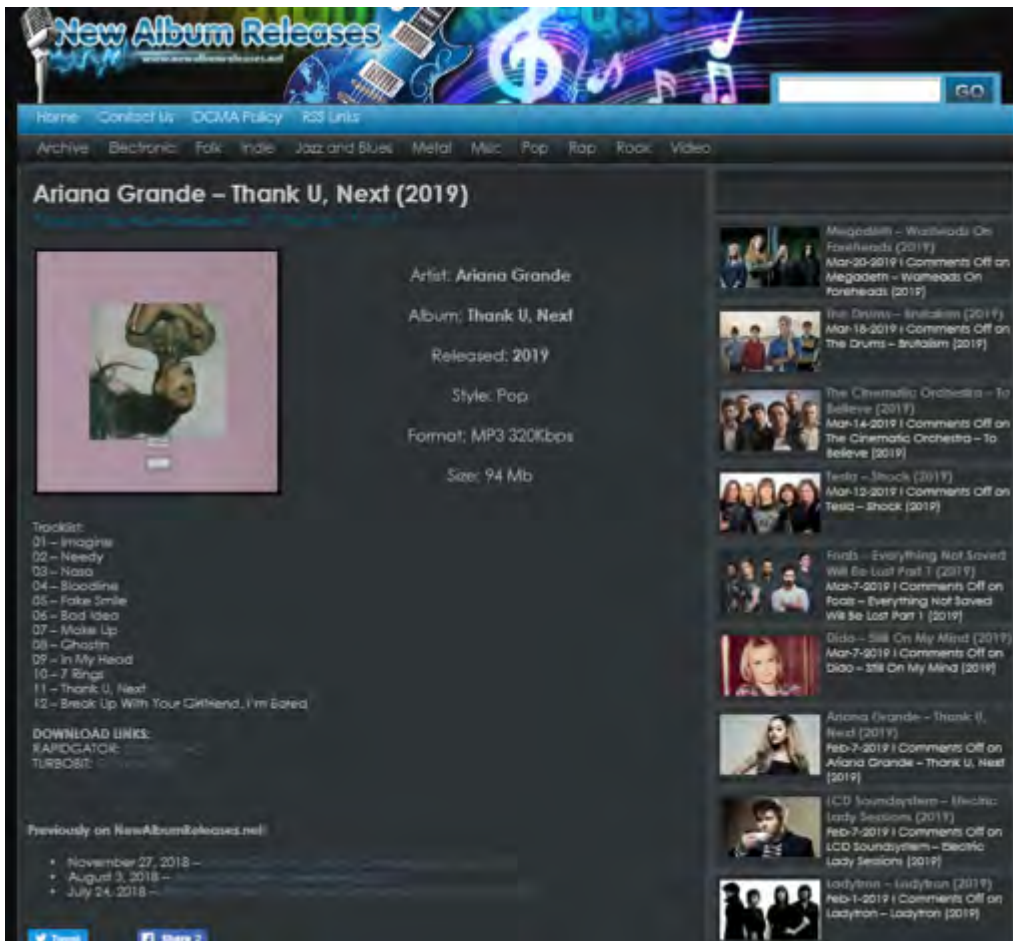 New Album Releases
www.newalbumreleases.net
GO
Home Contact Us DCMA Policy RSS Links
Archive Electronic Folk Indie Jazz and Blues Metal Misc Pop Rap Rock Video
Ariana Grande – Thank U, Next (2019)
Artist: Ariana Grande
Album: Thank U, Next
Released: 2019
Style: Pop
Format: MP3 320Kbps
Size: 94 Mb
Tracklist:
01 – Imagine
02 – Needy
03 – Nasa
04 – Bloodline
05 – Fake Smile
06 – Bad Idea
07 – Make Up
08 – Ghostin
09 – In My Head
10 – 7 Rings
11 – Thank U, Next
12 – Break Up With Your Girlfriend, I'm Bored
DOWNLOAD LINKS:
RAPIDGATOR:
TURBOBIT:
Previously on NewAlbumReleases.net:
• November 27, 2018 –
• August 3, 2018 –
• July 24, 2018 –
Tweet
Share 2
Megadeth – Warheads On
Foreheads (2019)
Mar-20-2019 | Comments Off on
Megadeth – Warheads On
Foreheads (2019)
The Drums – Brutalism (2019)
Mar-18-2019 | Comments Off on
The Drums – Brutalism (2019)
The Cinematic Orchestra – To
Believe (2019)
Mar-14-2019 | Comments Off on
The Cinematic Orchestra – To
Believe (2019)
Tesla – Shock (2019)
Mar-12-2019 | Comments Off on
Tesla – Shock (2019)
Foals – Everything Not Saved
Will Be Lost Part 1 (2019)
Mar-7-2019 | Comments Off on
Foals – Everything Not Saved
Will Be Lost Part 1 (2019)
Dido – Still On My Mind (2019)
Mar-7-2019 | Comments Off on
Dido – Still On My Mind (2019)
Ariana Grande – Thank U,
Next (2019)
Feb-7-2019 | Comments Off on
Ariana Grande – Thank U, Next
(2019)
LCD Soundsystem – Electric
Lady Sessions (2019)
Feb-7-2019 | Comments Off on
LCD Soundsystem – Electric
Lady Sessions (2019)
Ladytron – Ladytron (2019)
Feb-1-2019 | Comments Off on
Ladytron – Ladytron (2019)